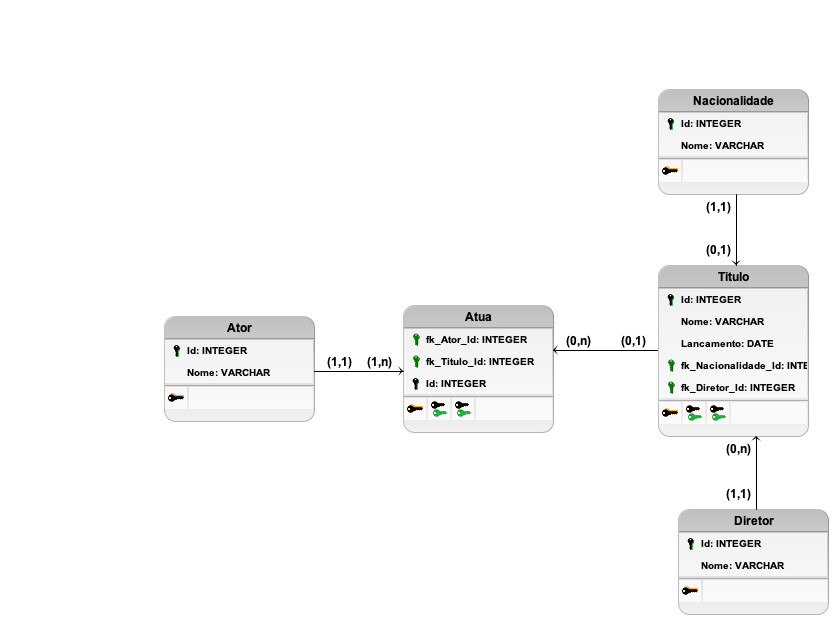 Nacionalidade
Id: INTEGER
Nome: VARCHAR
(1,1)
(0,1)
Titulo
Id: INTEGER
Nome: VARCHAR
Lancamento: DATE
fk_Nacionalidade_Id: INTE
fk_Diretor_Id: INTEGER
Ator
Id: INTEGER
Nome: VARCHAR
(1,1)
(1,n)
Atua
fk_Ator_Id: INTEGER
fk_Titulo_Id: INTEGER
Id: INTEGER
(0,n)
(0,1)
(0,n)
(1,1)
Diretor
Id: INTEGER
Nome: VARCHAR